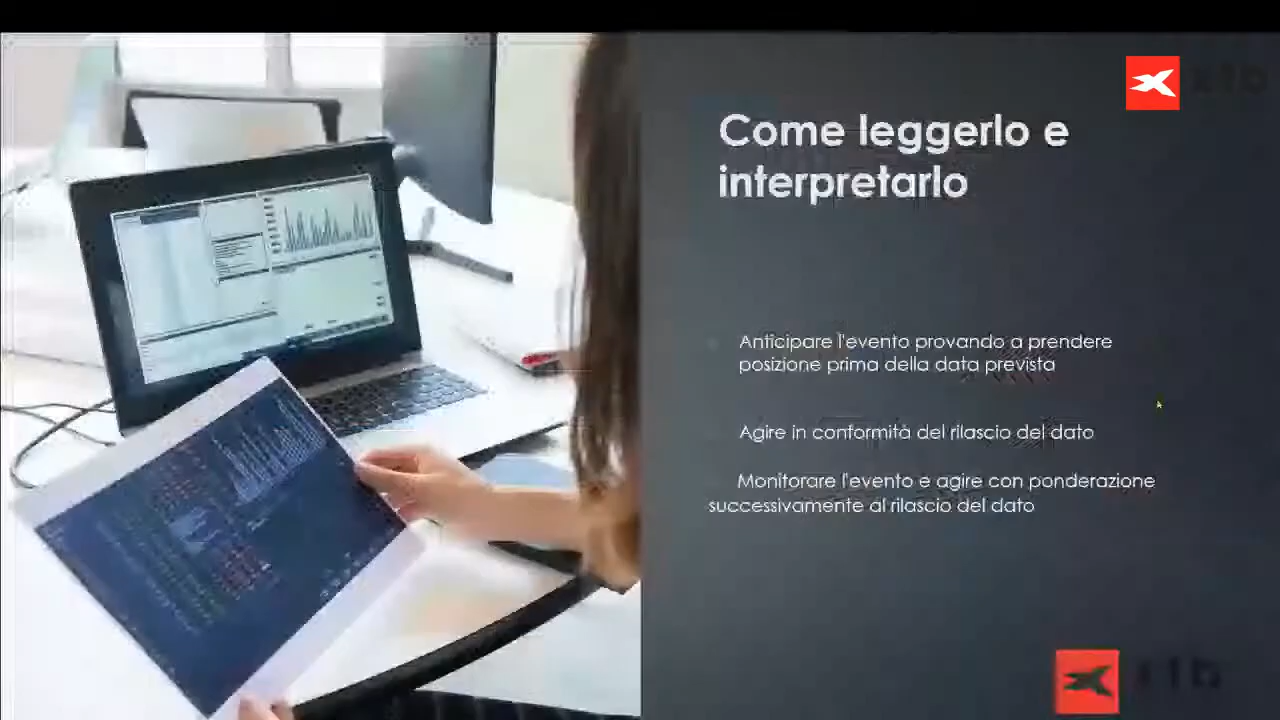 Come leggerlo e
interpretarlo
Anticipare l'evento provando a prendere
posizione prima della data prevista
Agire in conformità del rilascio del dato
Monitorare l'evento e agire con ponderazione
successivamente al rilascio del dato
xtb